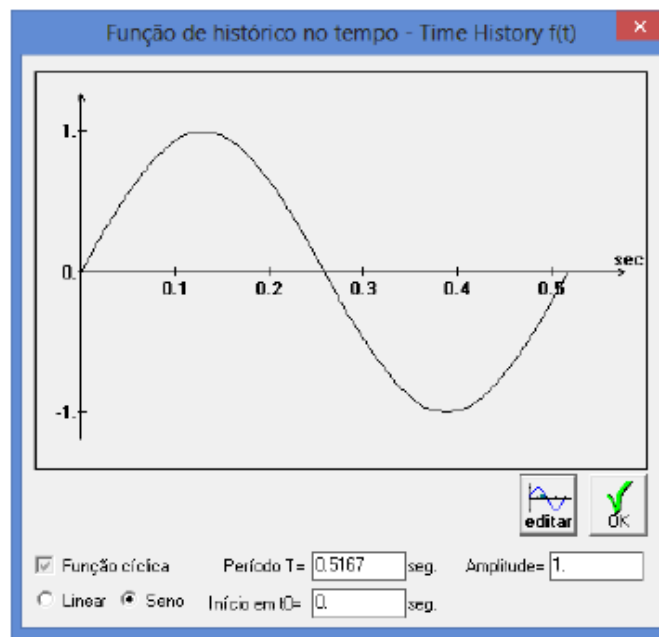 Função de histórico no tempo - Time History f(t)
1.
sec
0.
0.1 0.2 0.3 0.4 0.5
-1.
editar
OK
Função cíclica Período T= 0.5167 seg. Amplitude= 1.
Linear Seno Início em t0= 0. seg.